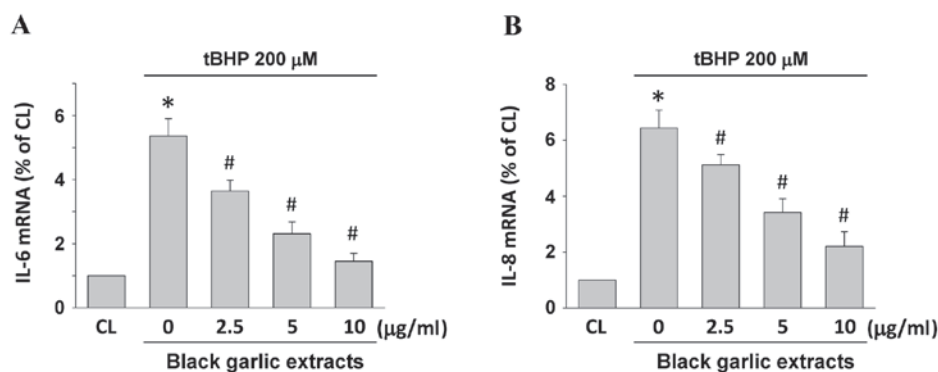 A
tBHP 200 μM
IL-6 mRNA (% of CL)
6
4
2
0
*
#
#
#
CL 0 2.5 5 10 (μg/ml)
Black garlic extracts
B
tBHP 200 μM
IL-8 mRNA (% of CL)
8
6
4
2
0
*
#
#
#
CL 0 2.5 5 10 (μg/ml)
Black garlic extracts